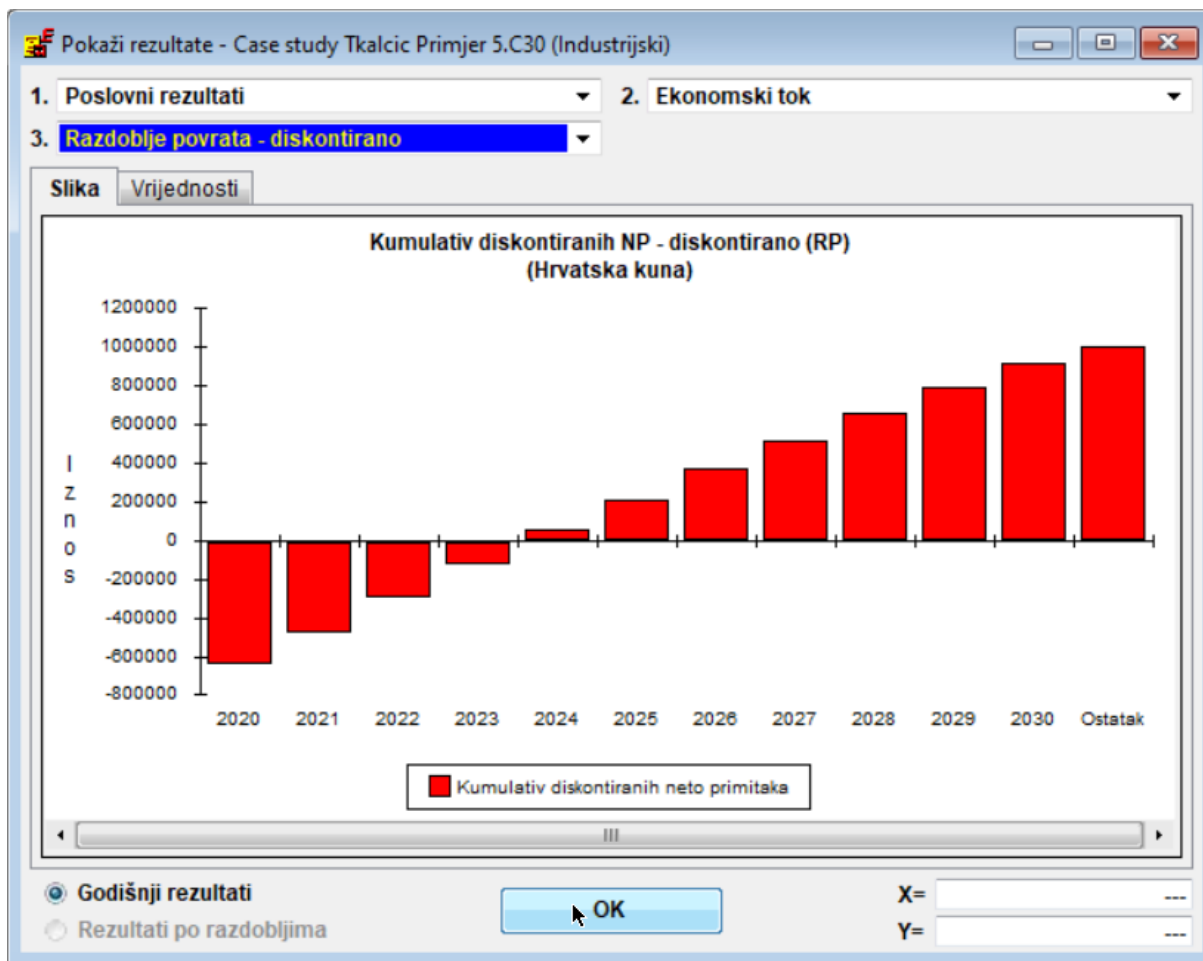 Pokaži rezultate - Case study Tkalcic Primjer 5.C30 (Industrijski)
1. Poslovni rezultati
2. Ekonomski tok
3. Razdoblje povrata - diskontirano
Slika
Vrijednosti
Kumulativ diskontiranih NP - diskontirano (RP)
(Hrvatska kuna)
Iznos
1200000
1000000
800000
600000
400000
200000
0
-200000
-400000
-600000
-800000
2020 2021 2022 2023 2024 2025 2026 2027 2028 2029 2030 Ostatak
Kumulativ diskontiranih neto primitaka
Godišnji rezultati
Rezultati po razdobljima
OK
X= ---
Y= ---